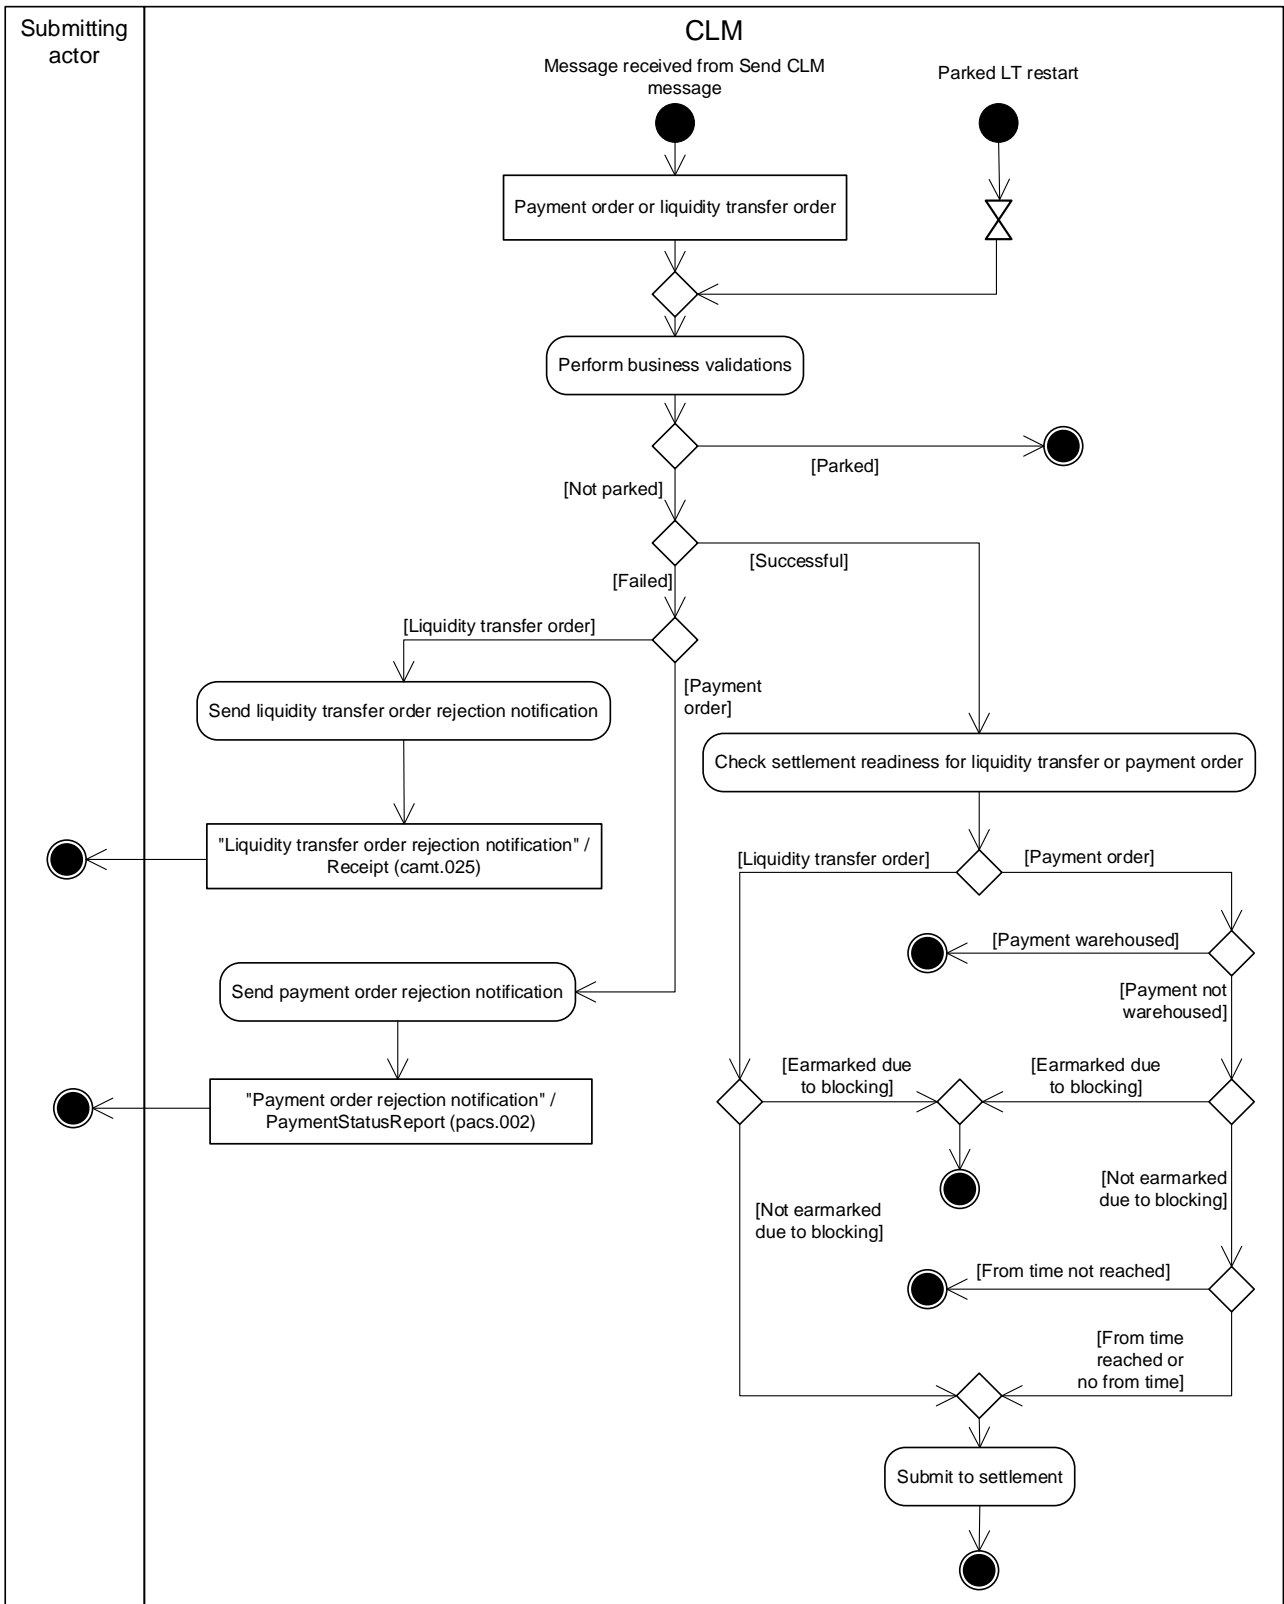 Submitting
actor
CLM
Message received from Send CLM
message
Parked LT restart
Payment order or liquidity transfer order
Perform business validations
[Parked]
[Not parked]
[Successful]
[Failed]
[Liquidity transfer order]
[Payment
order]
Send liquidity transfer order rejection notification
Check settlement readiness for liquidity transfer or payment order
"Liquidity transfer order rejection notification" /
Receipt (camt.025)
[Liquidity transfer order]
[Payment order]
[Payment warehoused]
Send payment order rejection notification
[Payment not
warehoused]
[Earmarked due
to blocking]
[Earmarked due
to blocking]
"Payment order rejection notification" /
PaymentStatusReport (pacs.002)
[Not earmarked
due to blocking]
[Not earmarked
due to blocking]
[From time not reached]
[From time
reached or
no from time]
Submit to settlement